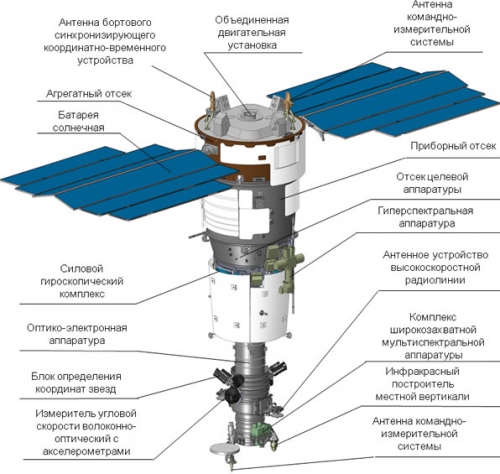 Антенна бортового
синхронизирующего
координатно-временного
устройства
Объединенная
двигательная
установка
Антенна
командно-
измерительной
системы
Агрегатный отсек
Батарея
солнечная
Приборный отсек
Отсек целевой
аппаратуры
Гиперспектральная
аппаратура
Силовой
гироскопический
комплекс
Антенное устройство
высокоскоростной
радиолинии
Оптико-электронная
аппаратура
Комплекс
широкозахватной
мультиспектральной
аппаратуры
Блок определения
координат звезд
Инфракрасный
построитель
местной вертикали
Измеритель угловой
скорости волоконно-
оптический с
акселерометрами
Антенна командно-
измерительной
системы